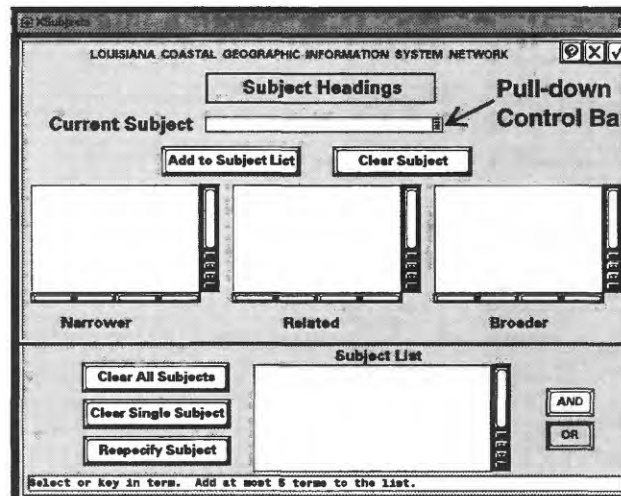 XSubjects
LOUISIANA COASTAL GEOGRAPHIC INFORMATION SYSTEM NETWORK
Subject Headings
Pull-down
Control Ba
Current Subject
Add to Subject List
Clear Subject
Narrower
Related
Broader
Subject List
Clear All Subjects
Clear Single Subject
Respecify Subject
AND
OR
Select or key in term. Add at most 5 terms to the list.